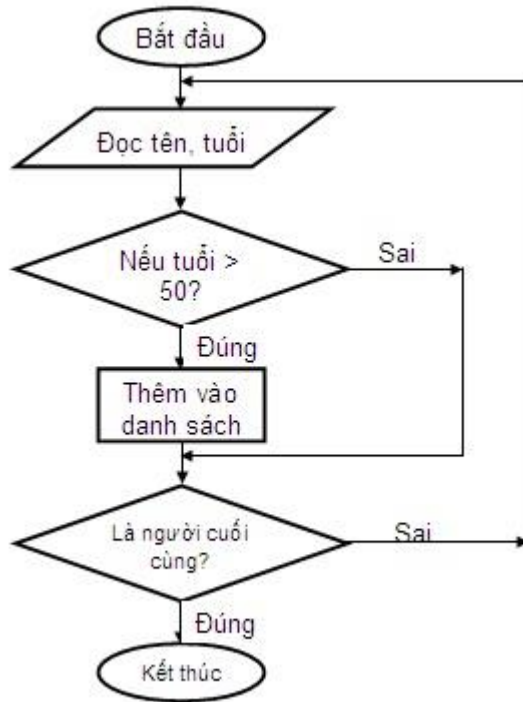 Bắt đầu
Đọc tên, tuổi
Nếu tuổi >
50?
Sai
Đúng
Thêm vào
danh sách
Là người cuối
cùng?
Sai
Đúng
Kết thúc